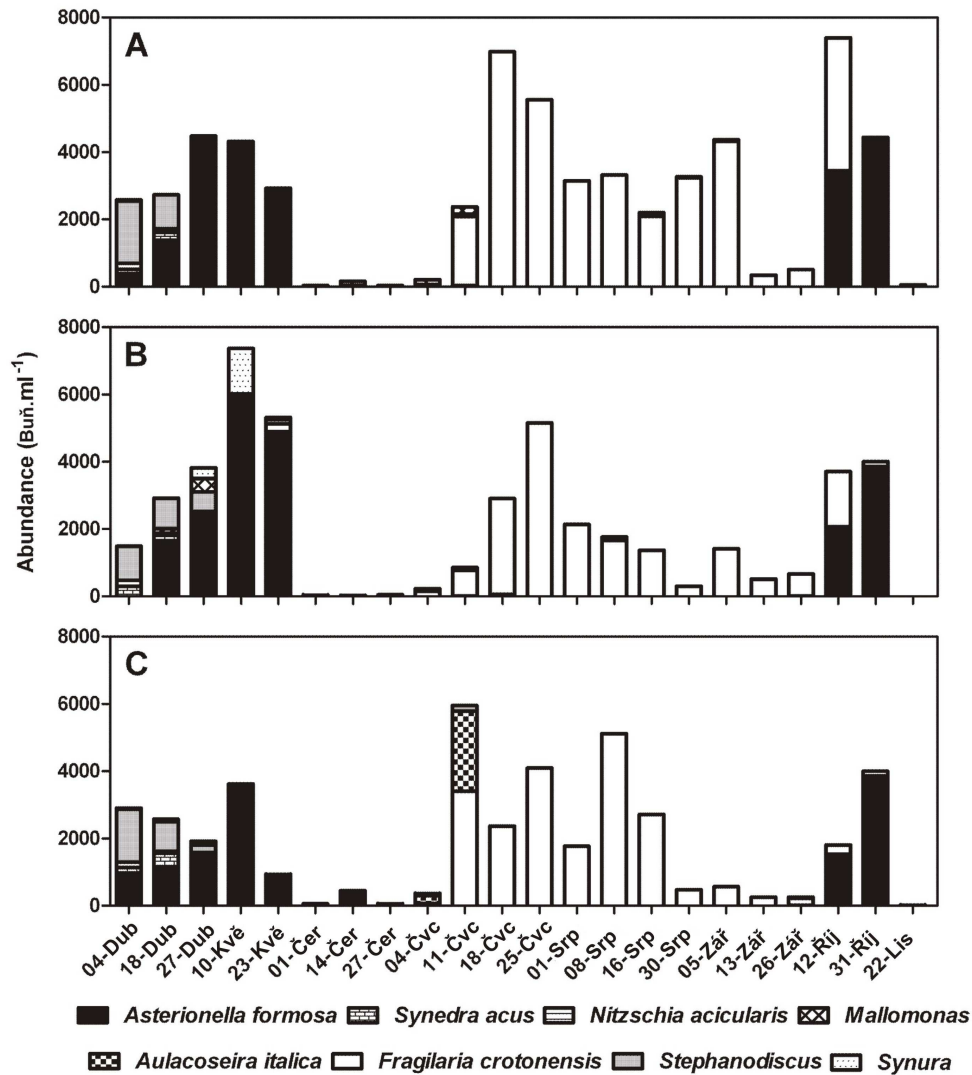 A
8000
6000
4000
2000
0
B
8000
6000
4000
2000
0
Abundance (Buň.ml-1)
C
8000
6000
4000
2000
0
04-Dub 18-Dub 27-Dub 10-Kvě 23-Kvě 01-Čer 14-Čer 27-Čer 04-Čvc 11-Čvc 18-Čvc 25-Čvc 01-Srp 08-Srp 16-Srp 30-Srp 05-Zář 13-Zář 26-Zář 12-Říj 31-Říj 22-Lis
Asterionella formosa Synedra acus Nitzschia acicularis Mallomonas
Aulacoseira italica Fragilaria crotonensis Stephanodiscus Synura